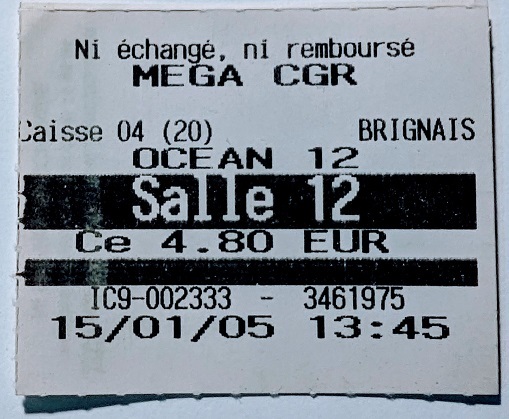 Ni échangé, ni remboursé
MEGA CGR
Caisse 04 (20) BRIGNAIS
OCEAN 12
Salle 12
Ce 4.80 EUR
IC9-002333 - 3461975
15/01/05 13:45